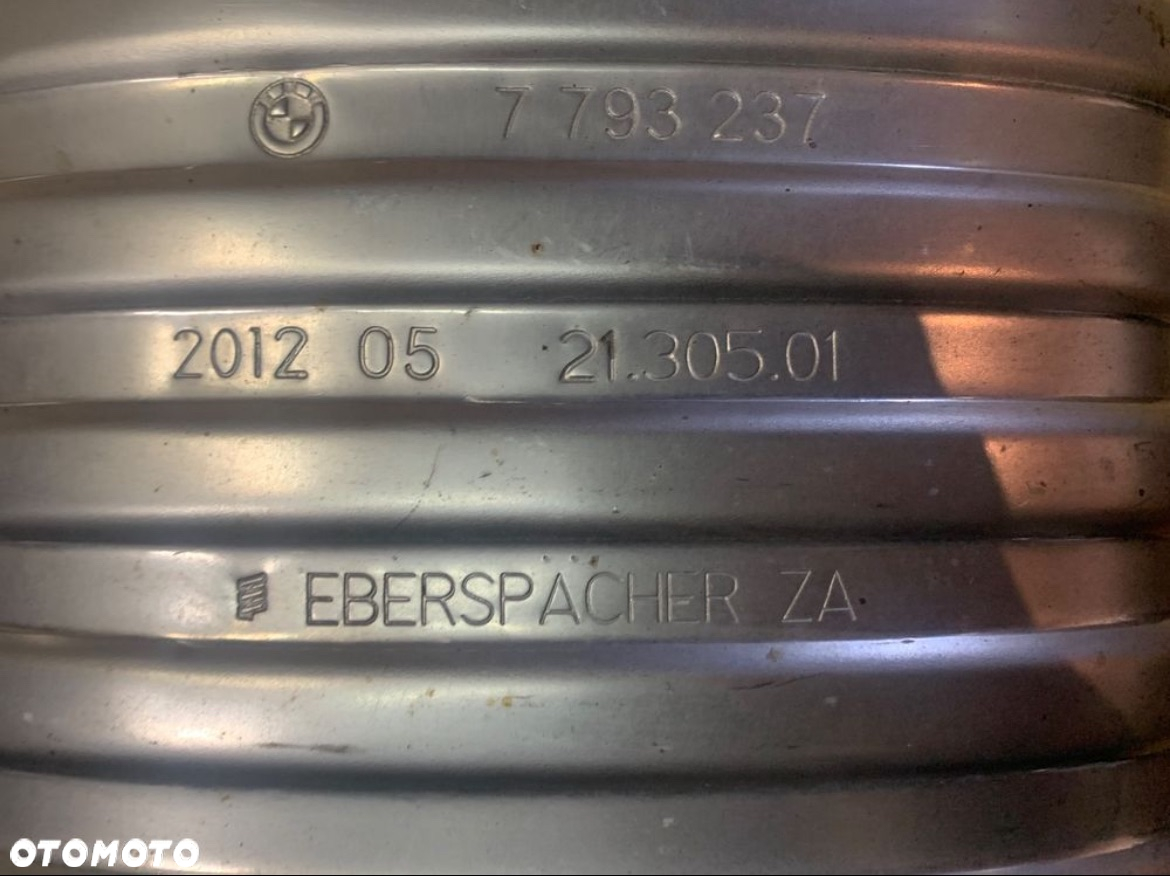 7 793 237
2012 05 21.305.01
EBERSPÄCHER ZA
OTOMOTO